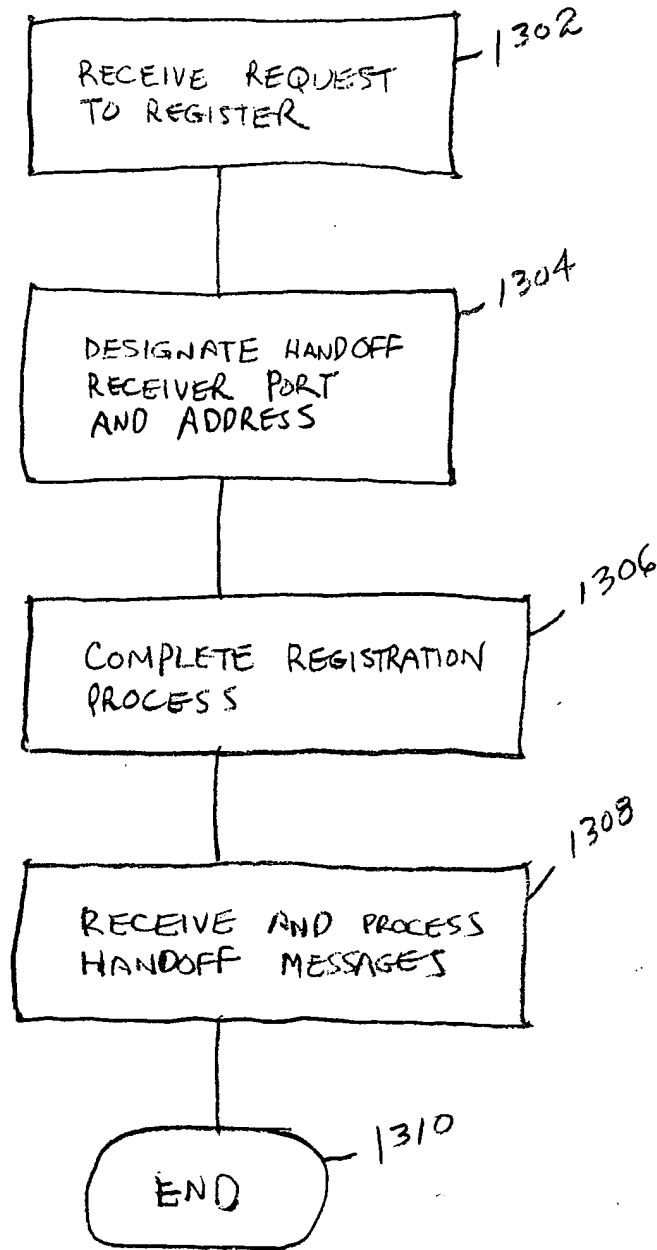 1302
RECEIVE REQUEST
TO REGISTER
1304
DESIGNATE HANDOFF
RECEIVER PORT
AND ADDRESS
1306
COMPLETE REGISTRATION
PROCESS
1308
RECEIVE AND PROCESS
HANDOFF MESSAGES
1310
END